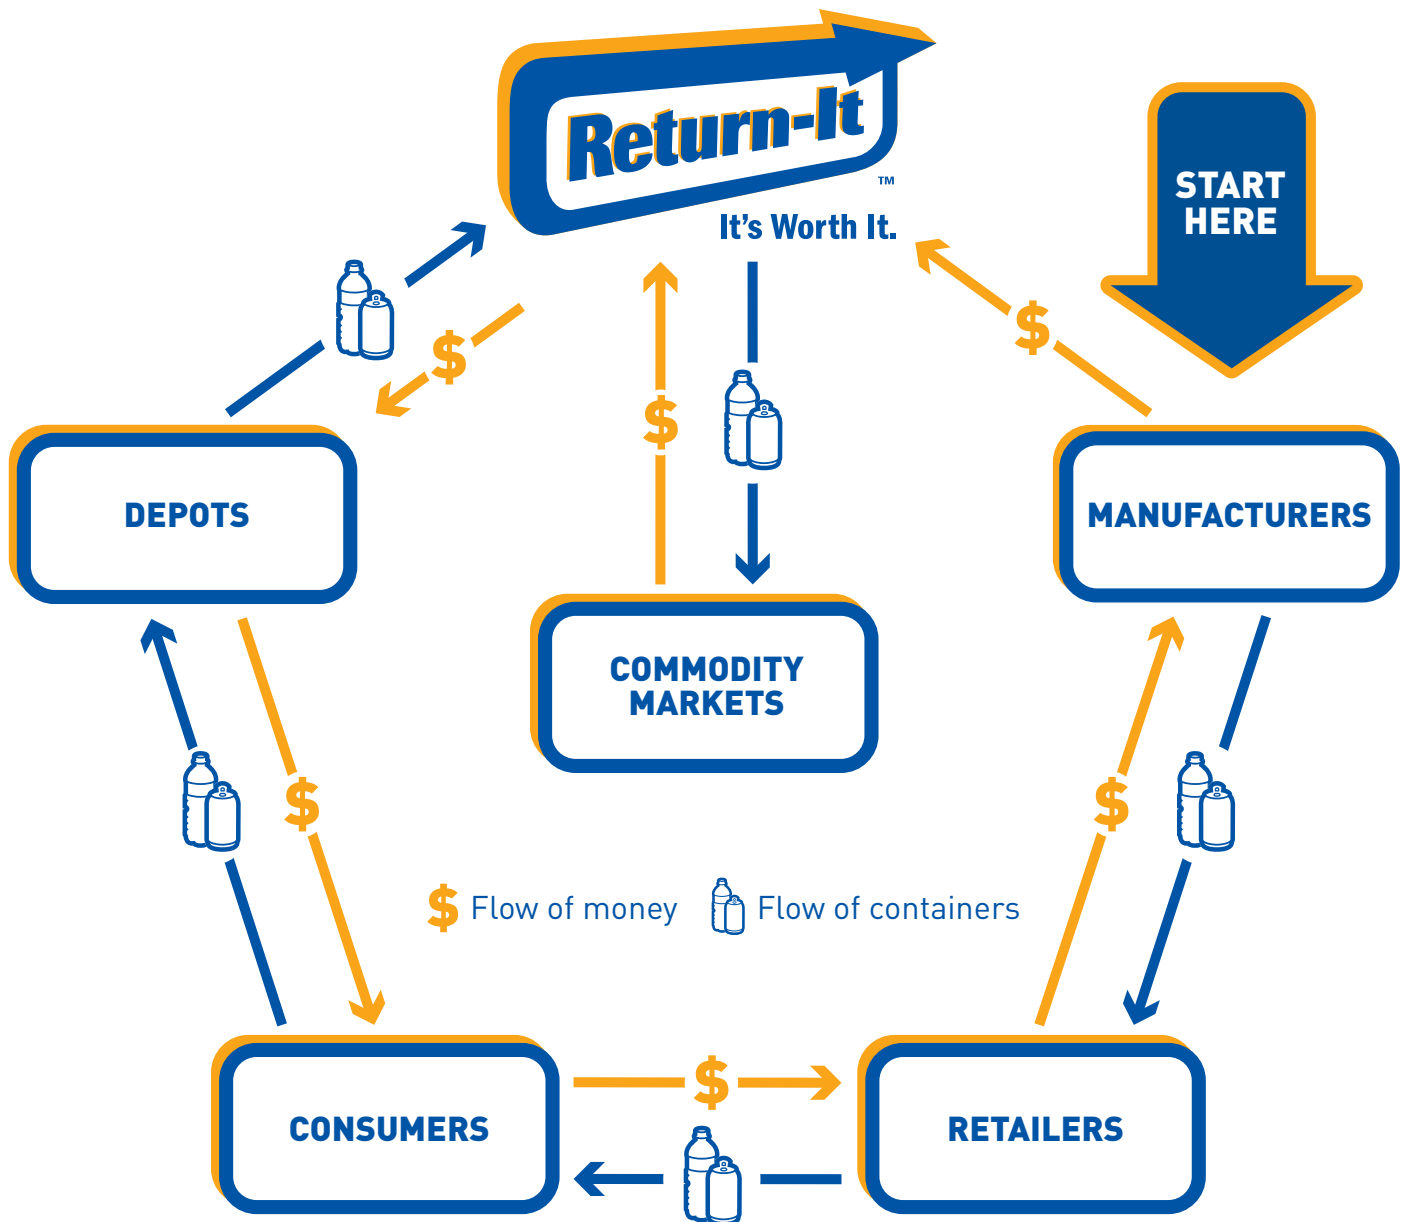 Return-It
TM
It's Worth It.
START
HERE
$
$
$
DEPOTS
MANUFACTURERS
COMMODITY
MARKETS
$
$
$ Flow of money
Flow of containers
$
CONSUMERS
RETAILERS